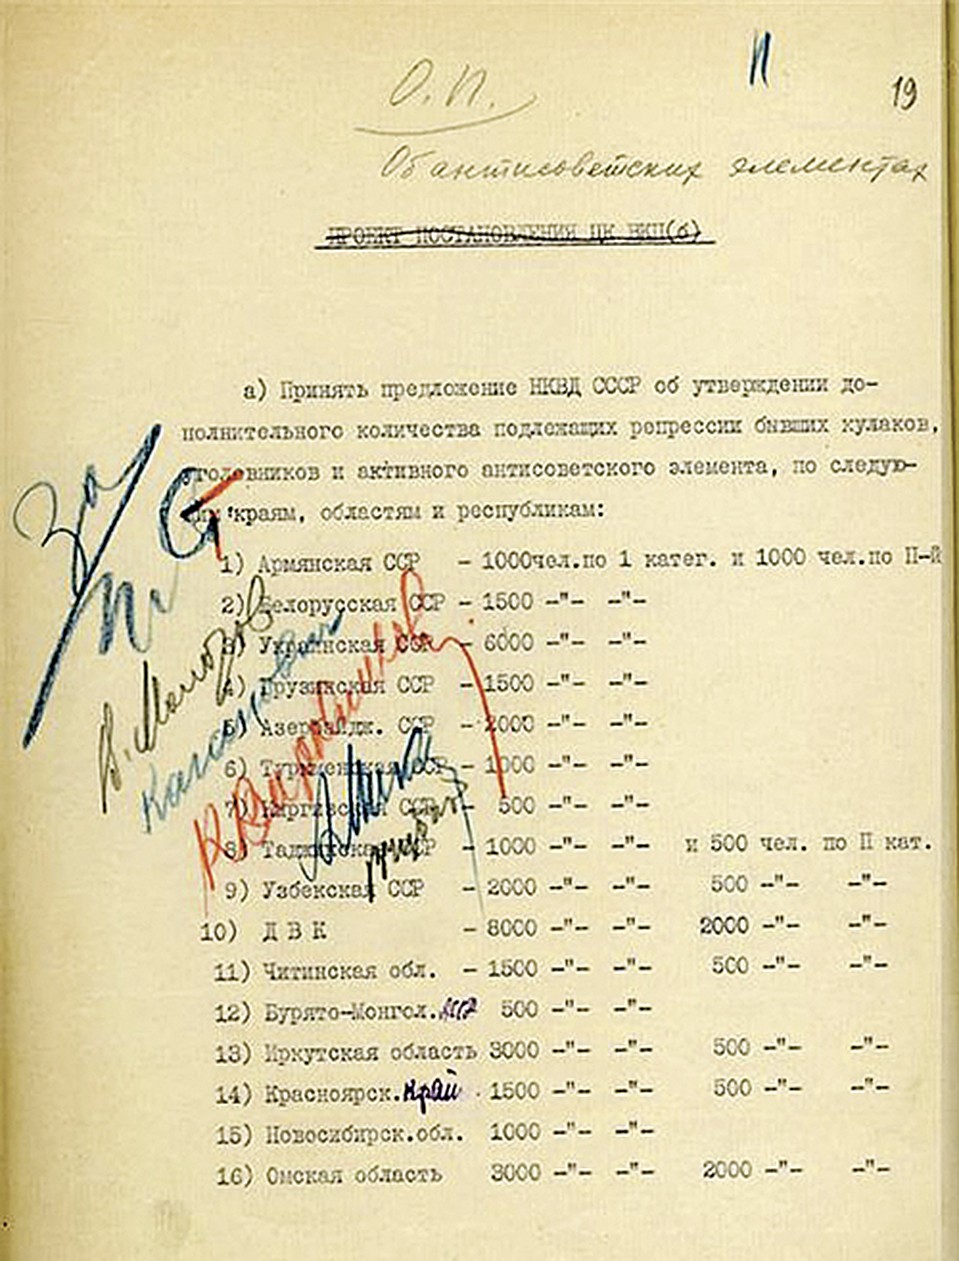 П
19
О.П.
Об антисоветских элементах
ПРОЕКТ ПОСТАНОВЛЕНИЯ ЦК ВКП(б)
а) Принять предложение НКВД СССР об утверждении до-
полнительного количества подлежащих репрессии бывших кулаков,
уголовников и активного антисоветского элемента, по следую-
щим краям, областям и республикам:
За
1) Армянская ССР - 1000чел.по 1 катег. и 1000 чел.по П-й
2) Белорусская ССР - 1500 -"- -"-
3) Украинская ССР - 6000 -"- -"-
4) Грузинская ССР - 1500 -"- -"-
5) Азербайдж. ССР - 2000 -"- -"-
6) Туркменская ССР - 1000 -"- -"-
7) Киргизская ССР - 500 -"- -"-
8) Таджикская ССР - 1000 -"- -"- и 500 чел. по П кат.
9) Узбекская ССР - 2000 -"- -"- 500 -"- -"-
10) Д В К - 8000 -"- -"- 2000 -"- -"-
11) Читинская обл. - 1500 -"- -"- 500 -"- -"-
12) Бурято-Монгол.АССР 500 -"- -"-
13) Иркутская область 3000 -"- -"- 500 -"- -"-
14) Красноярск.край 1500 -"- -"- 500 -"- -"-
15) Новосибирск.обл. 1000 -"- -"-
16) Омская область 3000 -"- -"- 2000 -"- -"-
В. Молотов
Каганович
К. Ворошилов